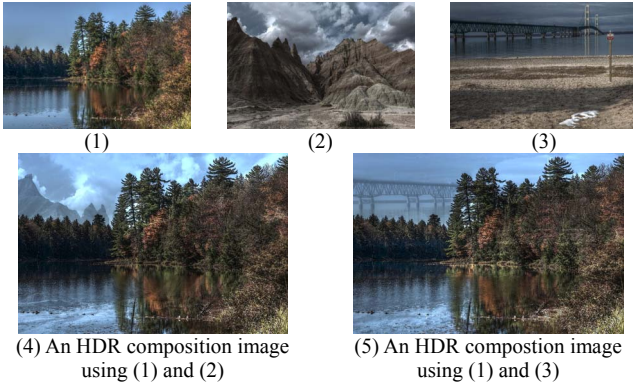 (1)
(2)
(3)
(4) An HDR composition image
using (1) and (2)
(5) An HDR compostion image
using (1) and (3)